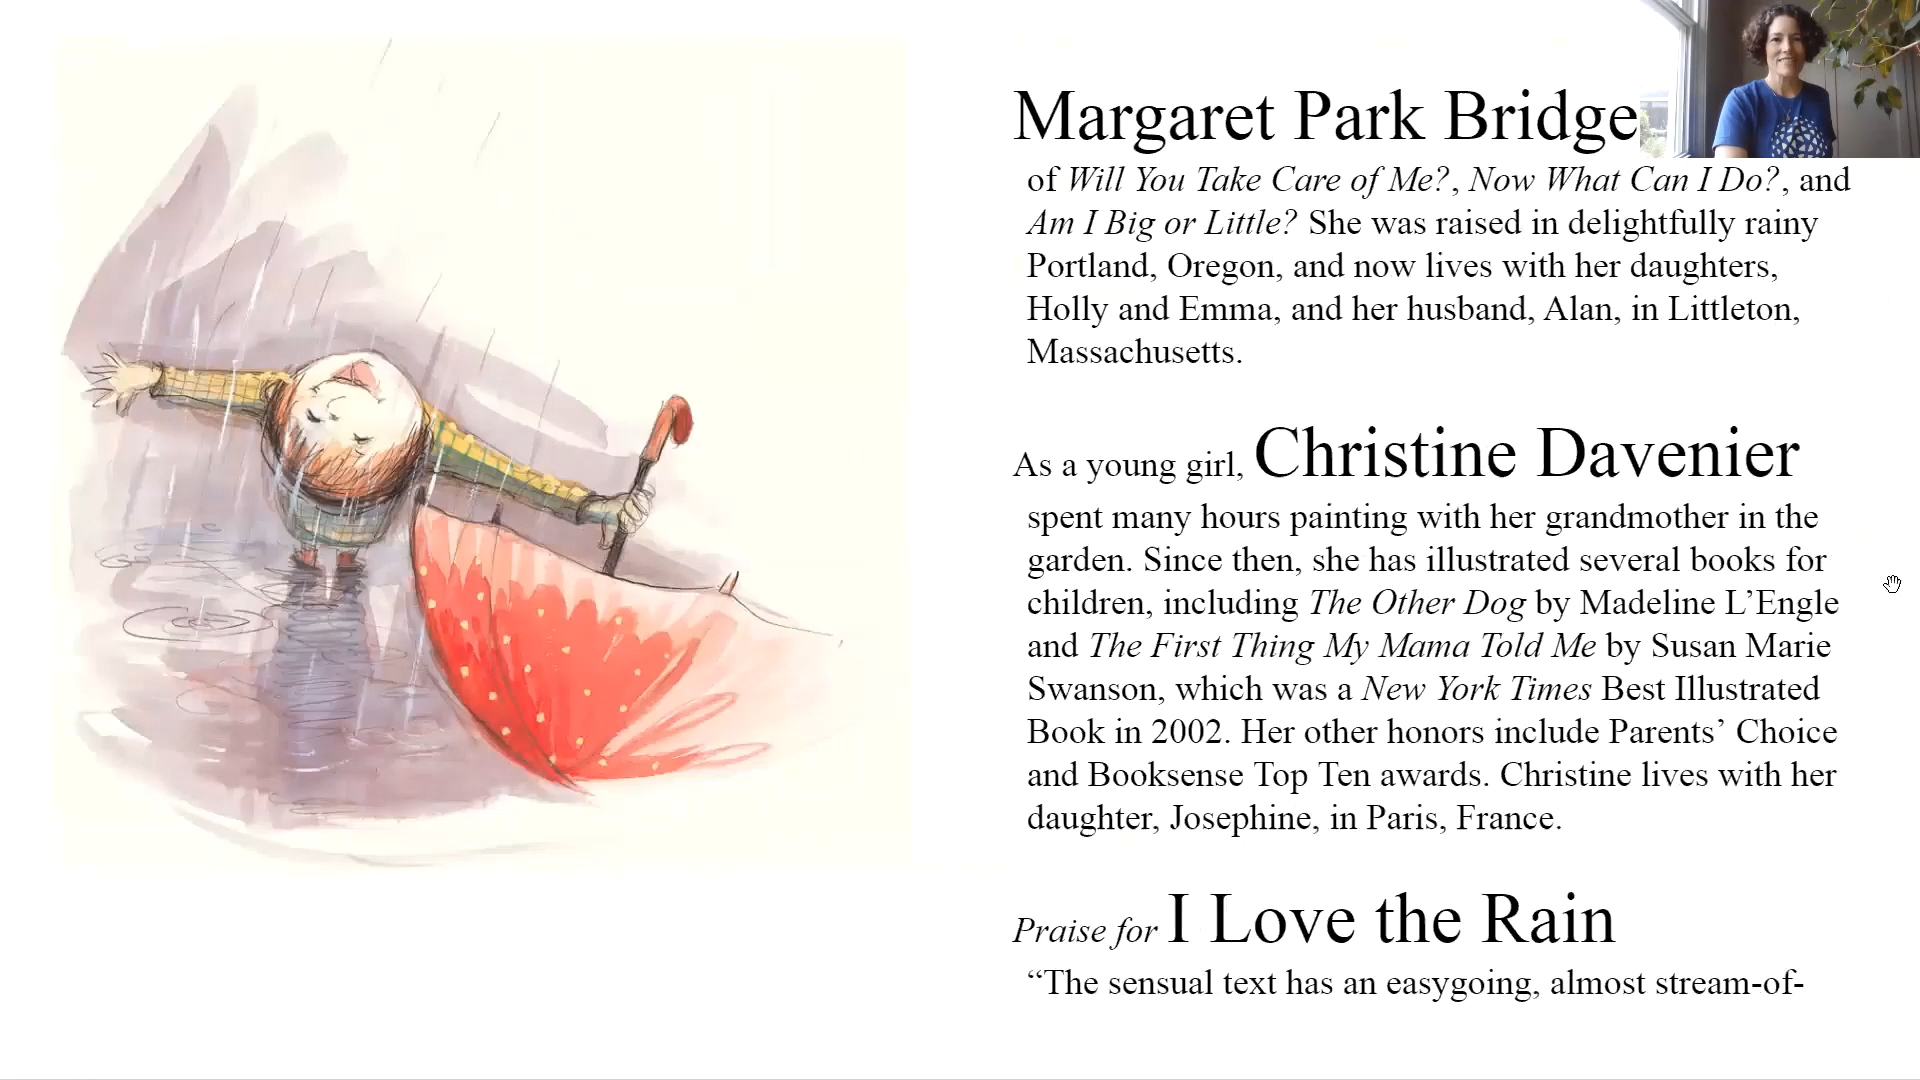 Margaret Park Bridge
of Will You Take Care of Me?, Now What Can I Do?, and
Am I Big or Little? She was raised in delightfully rainy
Portland, Oregon, and now lives with her daughters,
Holly and Emma, and her husband, Alan, in Littleton,
Massachusetts.
As a young girl, Christine Davenier
spent many hours painting with her grandmother in the
garden. Since then, she has illustrated several books for
children, including The Other Dog by Madeline L’Engle
and The First Thing My Mama Told Me by Susan Marie
Swanson, which was a New York Times Best Illustrated
Book in 2002. Her other honors include Parents’ Choice
and Booksense Top Ten awards. Christine lives with her
daughter, Josephine, in Paris, France.
Praise for I Love the Rain
“The sensual text has an easygoing, almost stream-of-